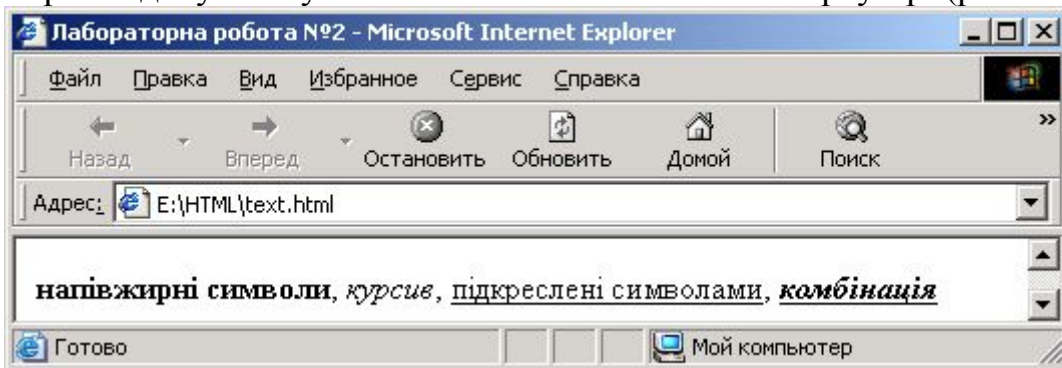 Лабораторна робота №2 - Microsoft Internet Explorer
Файл Правка Вид Избранное Сервис Справка
Назад Вперед Остановить Обновить Домой Поиск »
Адрес: E:\HTML\text.html
напівжирні символи, курсив, підкреслені символами, комбінація
Готово Мой компьютер